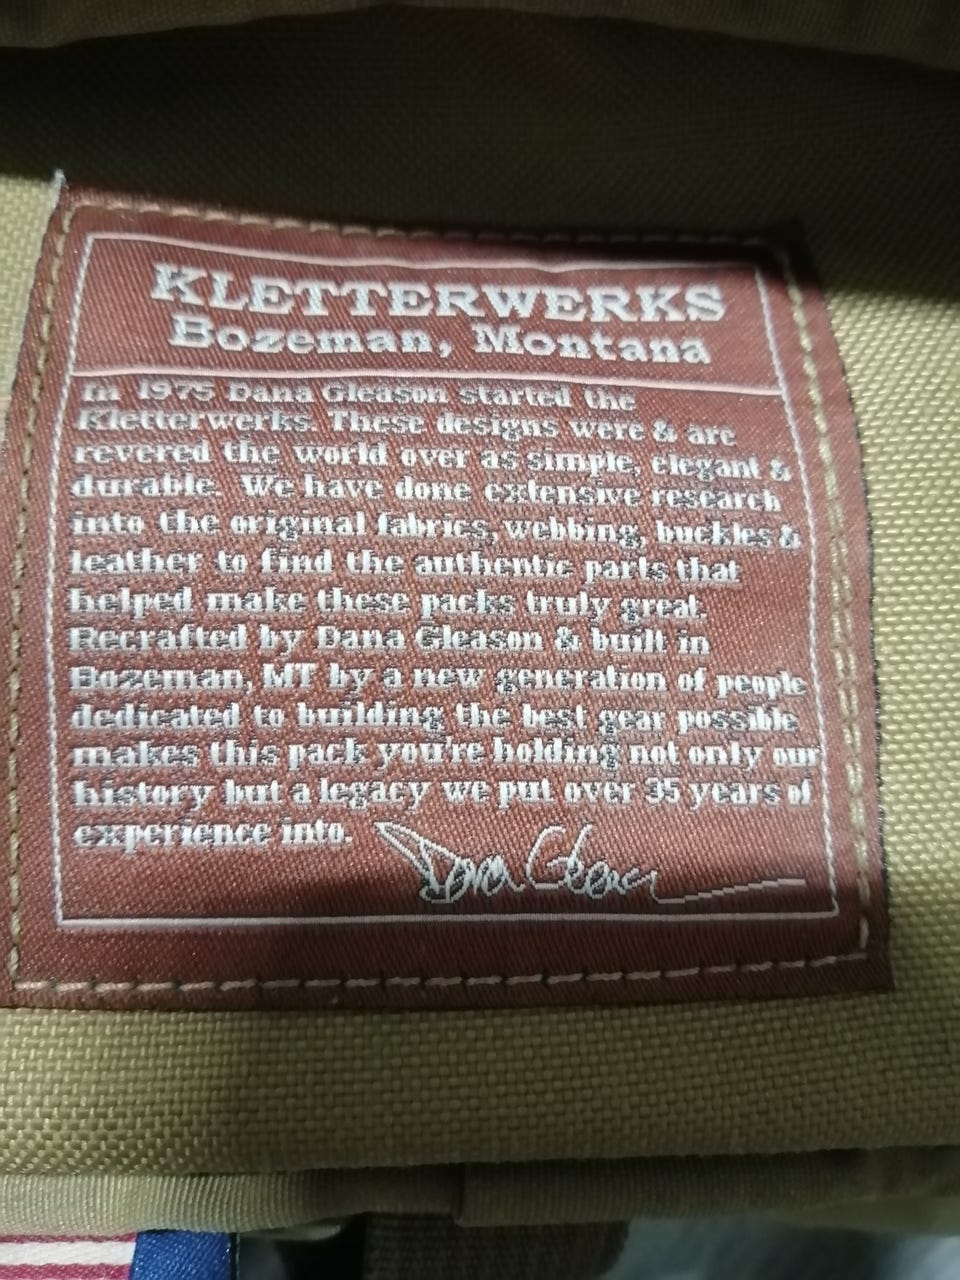 KLETTERWERKS
Bozeman, Montana
In 1975 Dana Gleason started the
Kletterwerks. These designs were & are
revered the world over as simple, elegant &
durable. We have done extensive research
into the original fabrics, webbing, buckles &
leather to find the authentic parts that
helped make these packs truly great.
Recrafted by Dana Gleason & built in
Bozeman, MT by a new generation of people
dedicated to building the best gear possible
makes this pack you're holding not only our
history but a legacy we put over 35 years of
experience into.
Dana Gleason